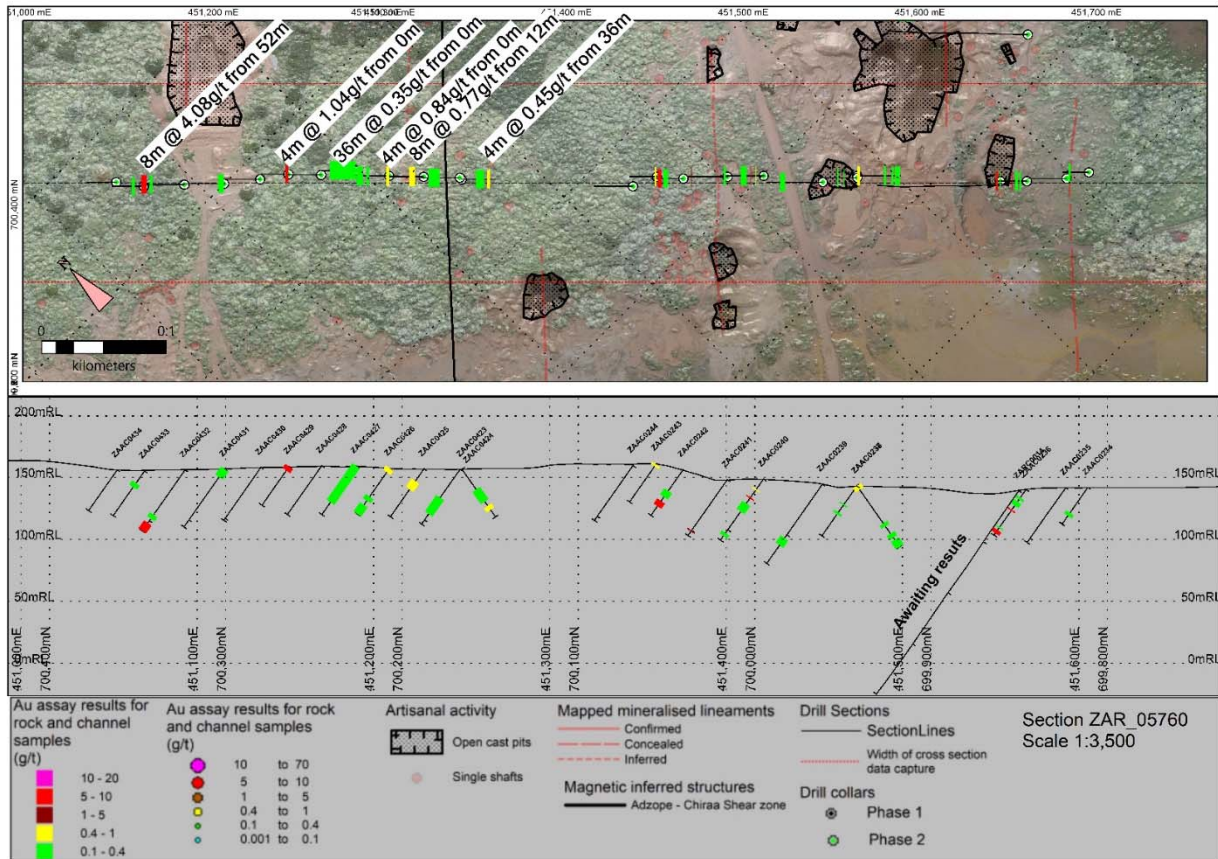 451,200 mE
451,400 mE
451,500 mE
451,600 mE
451,700 mE
8m @ 4.08g/t from 52m
4m @ 1.04g/t from 0m
36m @ 0.35g/t from 0m
4m @ 0.84g/t from 0m
8m @ 0.77g/t from 12m
4m @ 0.45g/t from 36m
700,400 mN
N
0 0.1
kilometers
200mRL
150mRL 150mRL
100mRL 100mRL
50mRL 50mRL
0mRL 0mRL
ZAAC0434
ZAAC0433
ZAAC0432
ZAAC0431
ZAAC0430
ZAAC0429
ZAAC0428
ZAAC0427
ZAAC0426
ZAAC0425
ZAAC0423
ZAAC0424
ZAAC0244
ZAAC0243
ZAAC0242
ZAAC0241
ZAAC0240
ZAAC0239
ZAAC0238
ZAAC0236
ZAAC0235
ZAAC0234
Awaiting resuts
451,000mE
700,400mN
451,100mE
700,300mN
451,200mE
700,200mN
451,300mE
700,100mN
451,400mE
700,000mN
451,500mE
699,900mN
451,600mE
699,800mN
Au assay results for
rock and channel
samples
(g/t)
10 - 20
5 - 10
1 - 5
0.4 - 1
0.1 - 0.4
Au assay results for rock
and channel samples
(g/t)
10 to 70
5 to 10
1 to 5
0.4 to 1
0.1 to 0.4
0.001 to 0.1
Artisanal activity
Open cast pits
Single shafts
Mapped mineralised lineaments
Confirmed
Concealed
Inferred
Magnetic inferred structures
Adzope - Chiraa Shear zone
Drill Sections
SectionLines
Width of cross section
data capture
Drill collars
Phase 1
Phase 2
Section ZAR_05760
Scale 1:3,500